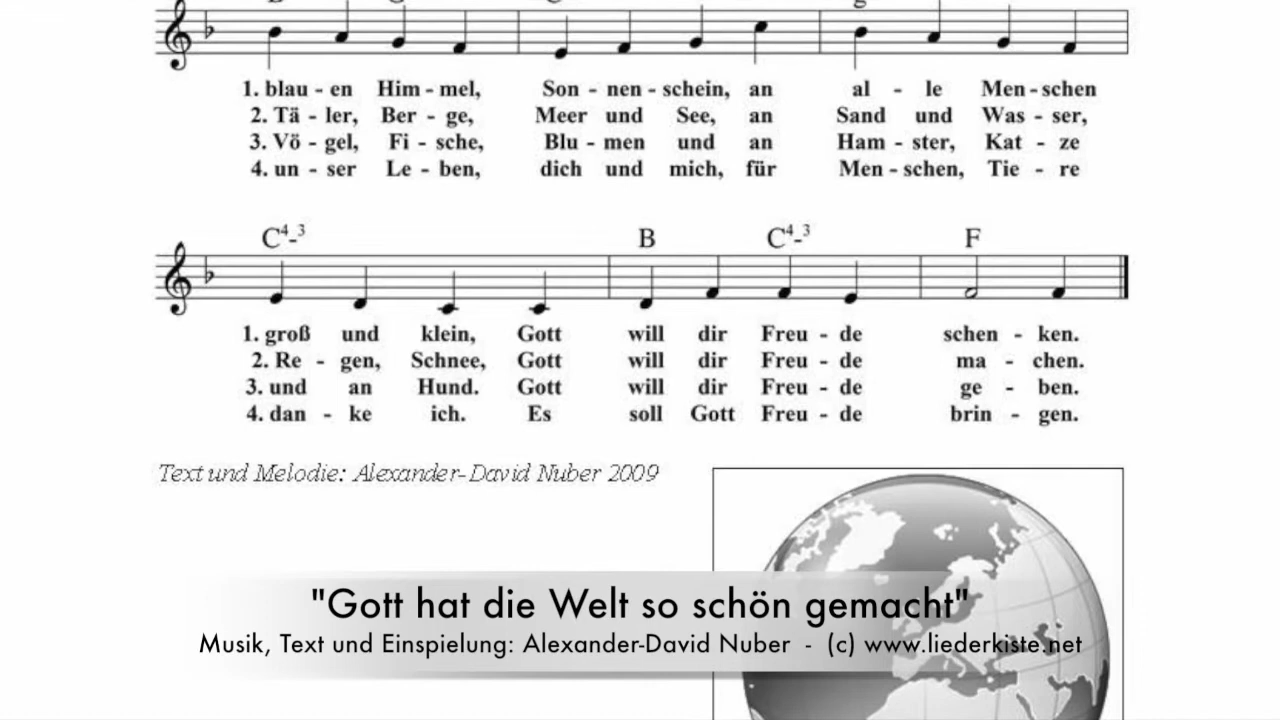 1. blau - en Him - mel, Son - nen - schein, an al - le Men - schen
2. Tä - ler, Ber - ge, Meer und See, an Sand und Was - ser,
3. Vö - gel, Fi - sche, Blu - men und an Ham - ster, Kat - ze
4. un - ser Le - ben, dich und mich, für Men - schen, Tie - re
C4-3 B C4-3 F
1. groß und klein, Gott will dir Freu - de schen - ken.
2. Re - gen, Schnee, Gott will dir Freu - de ma - chen.
3. und an Hund. Gott will dir Freu - de ge - ben.
4. dan - ke ich. Es soll Gott Freu - de brin - gen.
Text und Melodie: Alexander-David Nuber 2009
"Gott hat die Welt so schön gemacht"
Musik, Text und Einspielung: Alexander-David Nuber - (c) www.liederkiste.net